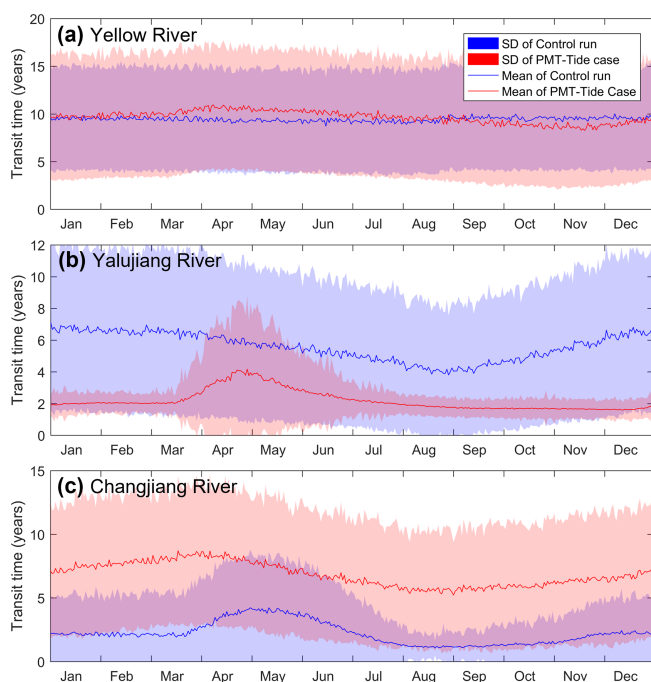 (a) Yellow River
SD of Control run
SD of PMT-Tide case
Mean of Control run
Mean of PMT-Tide Case
Transit time (years)
20
15
10
5
0
Jan Feb Mar Apr May Jun Jul Aug Sep Oct Nov Dec
(b) Yalujiang River
Transit time (years)
12
10
8
6
4
2
0
Jan Feb Mar Apr May Jun Jul Aug Sep Oct Nov Dec
(c) Changjiang River
Transit time (years)
15
10
5
0
Jan Feb Mar Apr May Jun Jul Aug Sep Oct Nov Dec